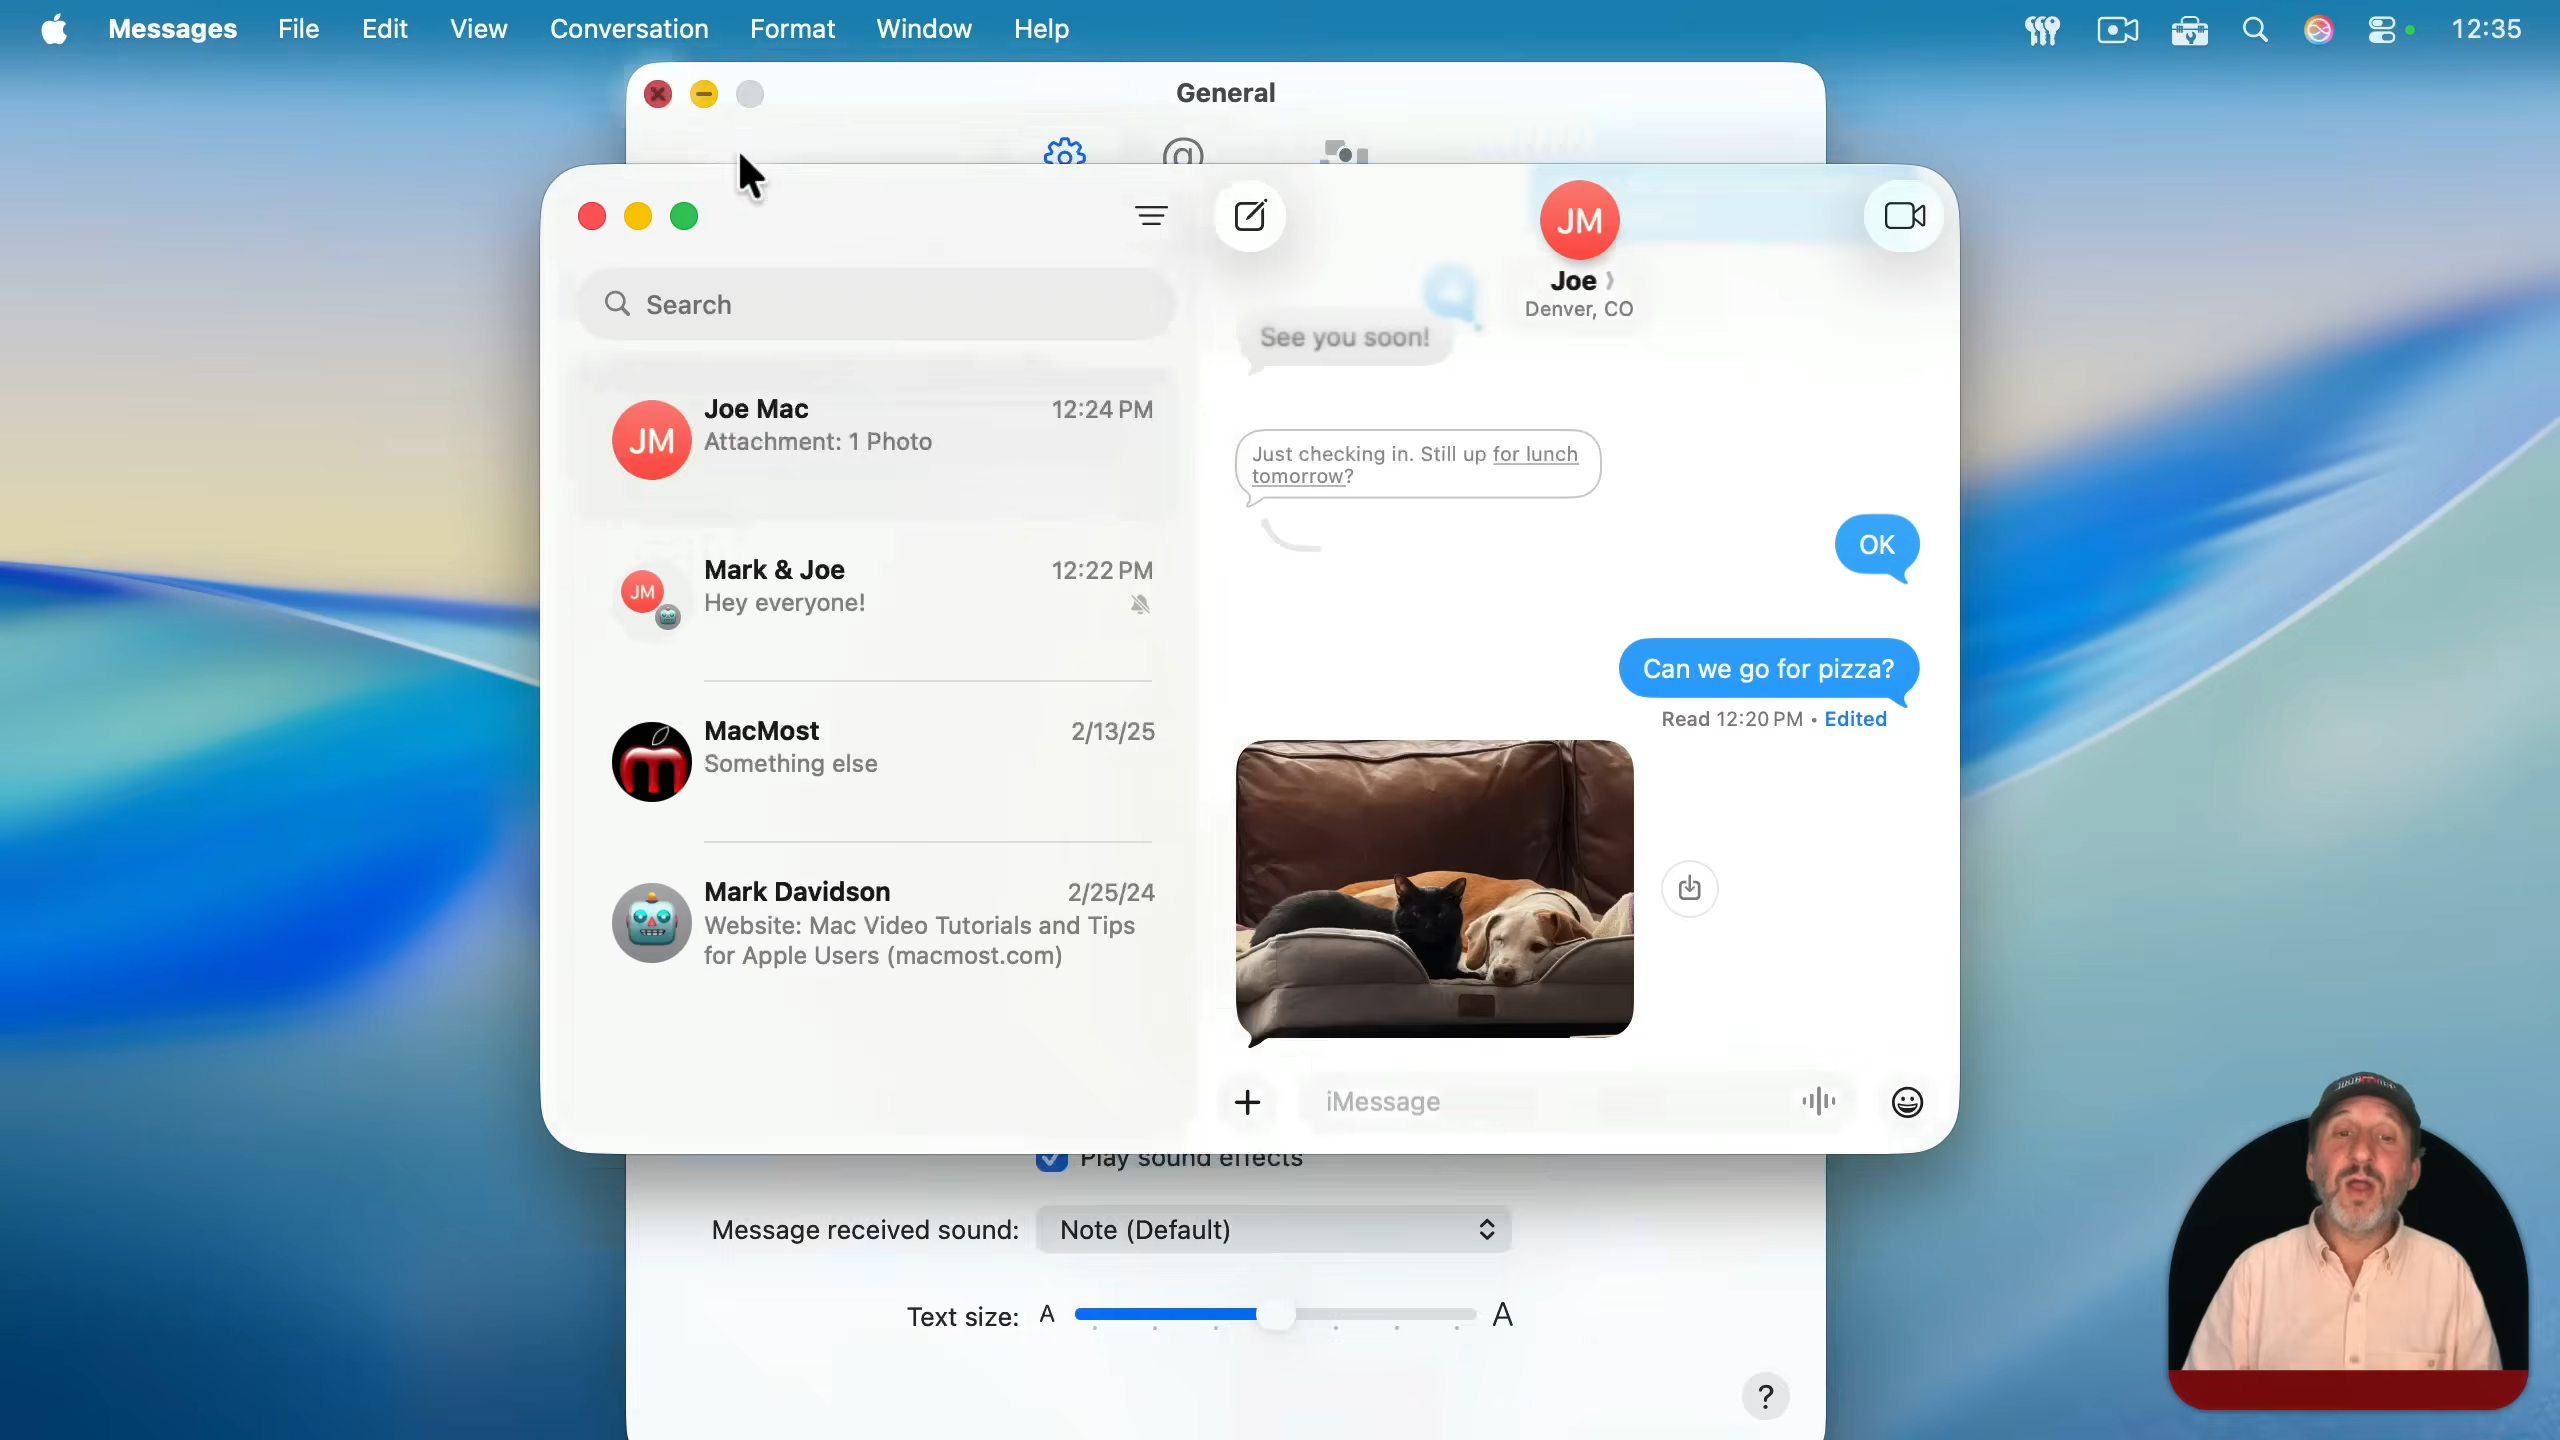 Messages File Edit View Conversation Format Window Help 12:35
General
Search
Joe Mac 12:24 PM
Attachment: 1 Photo
Mark & Joe 12:22 PM
Hey everyone!
MacMost 2/13/25
Something else
Mark Davidson 2/25/24
Website: Mac Video Tutorials and Tips
for Apple Users (macmost.com)
JM
JM
JM
Joe
Denver, CO
See you soon!
Just checking in. Still up for lunch
tomorrow?
OK
Can we go for pizza?
Read 12:20 PM • Edited
iMessage
Play sound effects
Message received sound: Note (Default)
Text size: A A
?